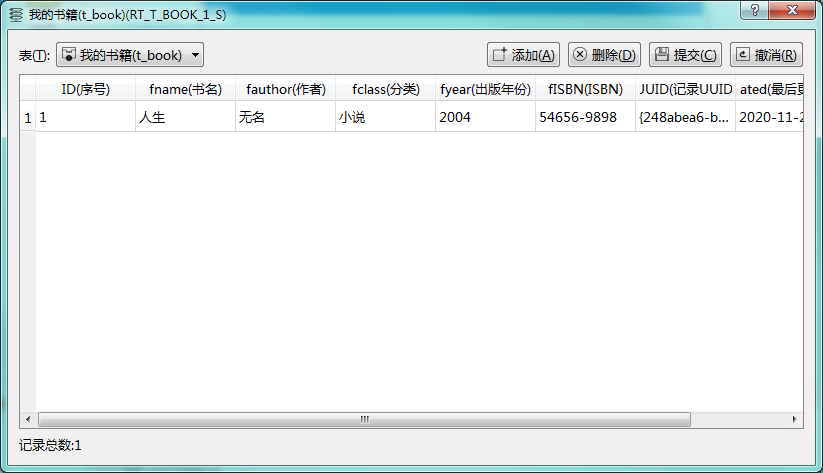 我的书籍(t_book)(RT_T_BOOK_1_S)
表(T): 我的书籍(t_book) 添加(A) 删除(D) 提交(C) 撤消(R)
ID(序号) fname(书名) fauthor(作者) fclass(分类) fyear(出版年份) fISBN(ISBN) JUID(记录UUID ated(最后更
1 1 人生 无名 小说 2004 54656-9898 {248abea6-b... 2020-11-2
记录总数:1